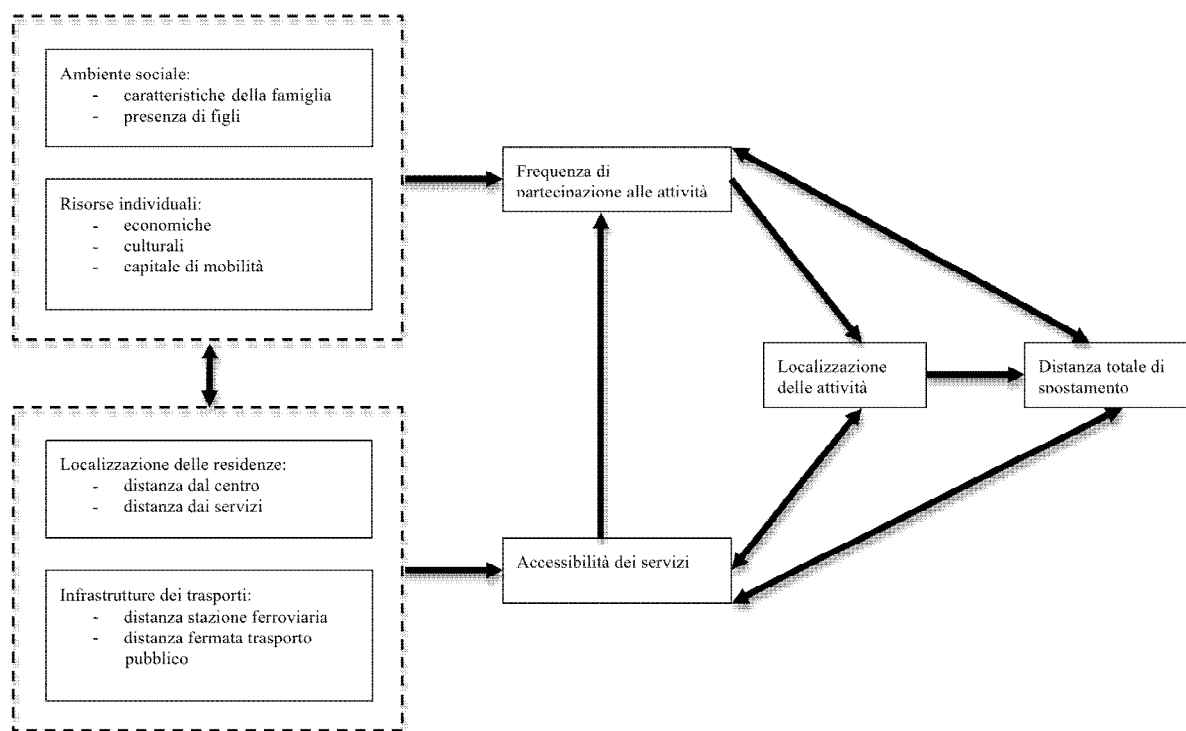 Ambiente sociale:
- caratteristiche della famiglia
- presenza di figli
Risorse individuali:
- economiche
- culturali
- capitale di mobilità
Frequenza di
partecipazione alle attività
Localizzazione
delle attività
Distanza totale di
spostamento
Localizzazione delle residenze:
- distanza dal centro
- distanza dai servizi
Accessibilità dei servizi
Infrastrutture dei trasporti:
- distanza stazione ferroviaria
- distanza fermata trasporto
pubblico